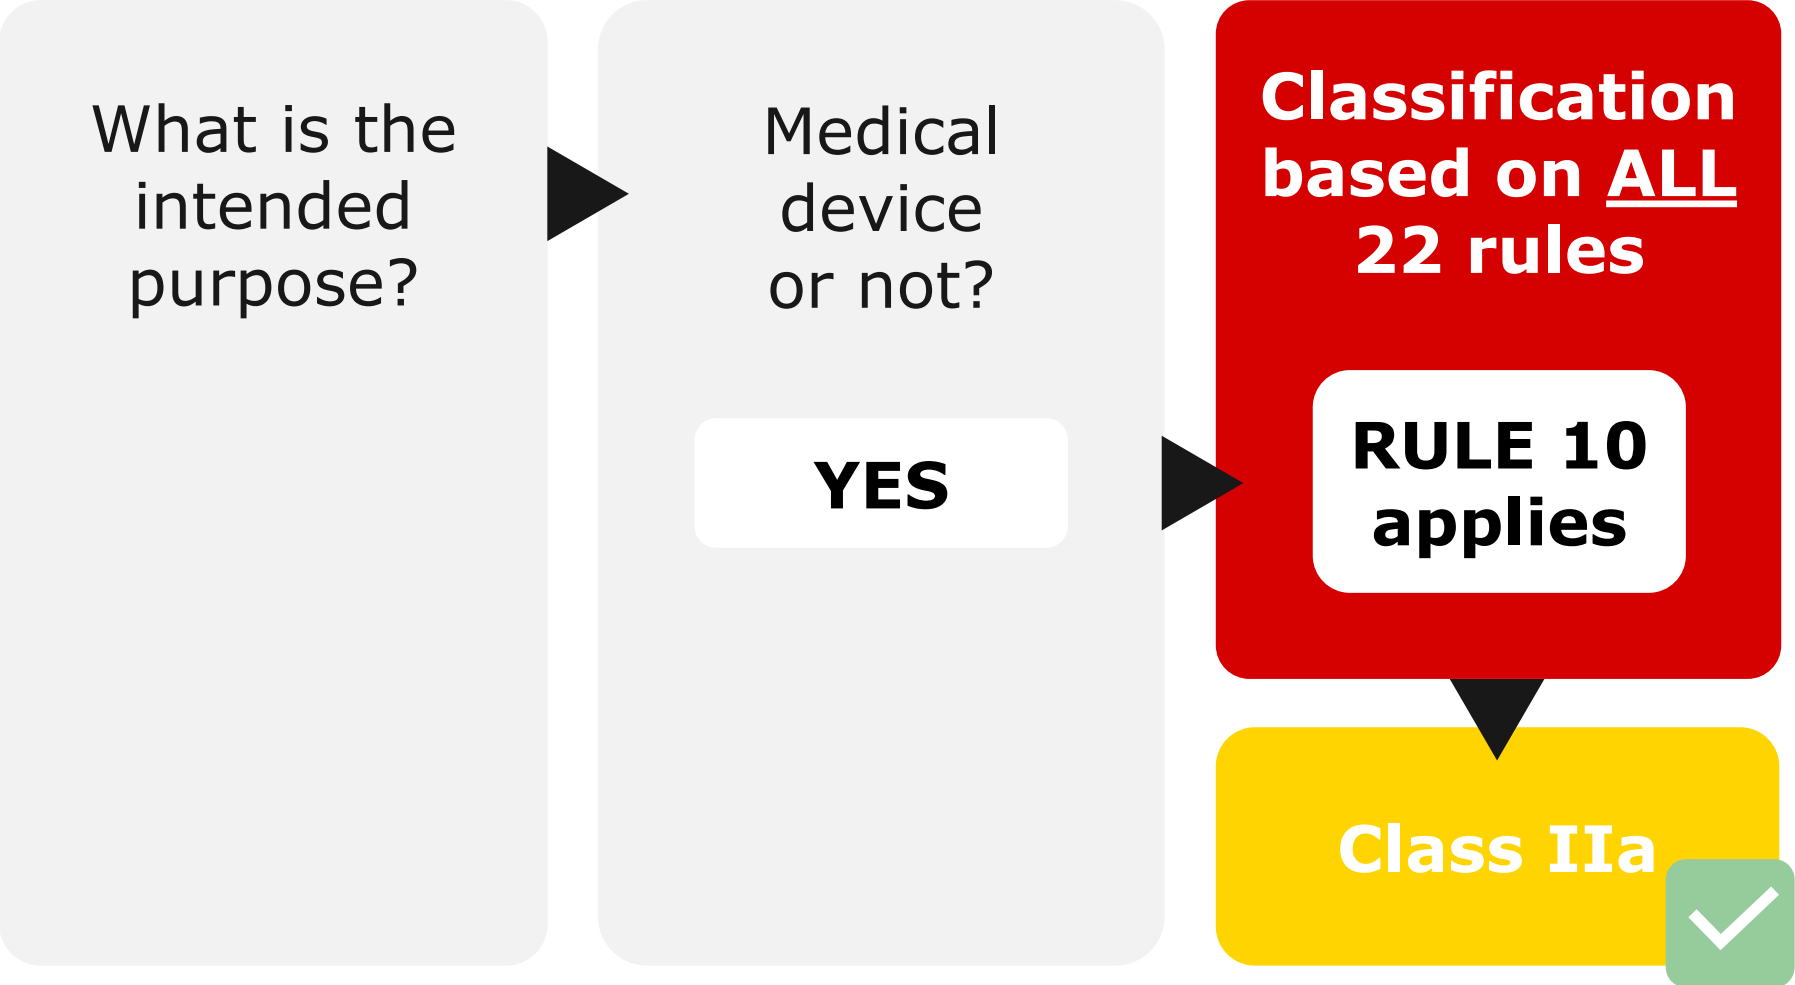 What is the
intended
purpose?
Medical
device
or not?
YES
Classification
based on ALL
22 rules
RULE 10
applies
Class IIa